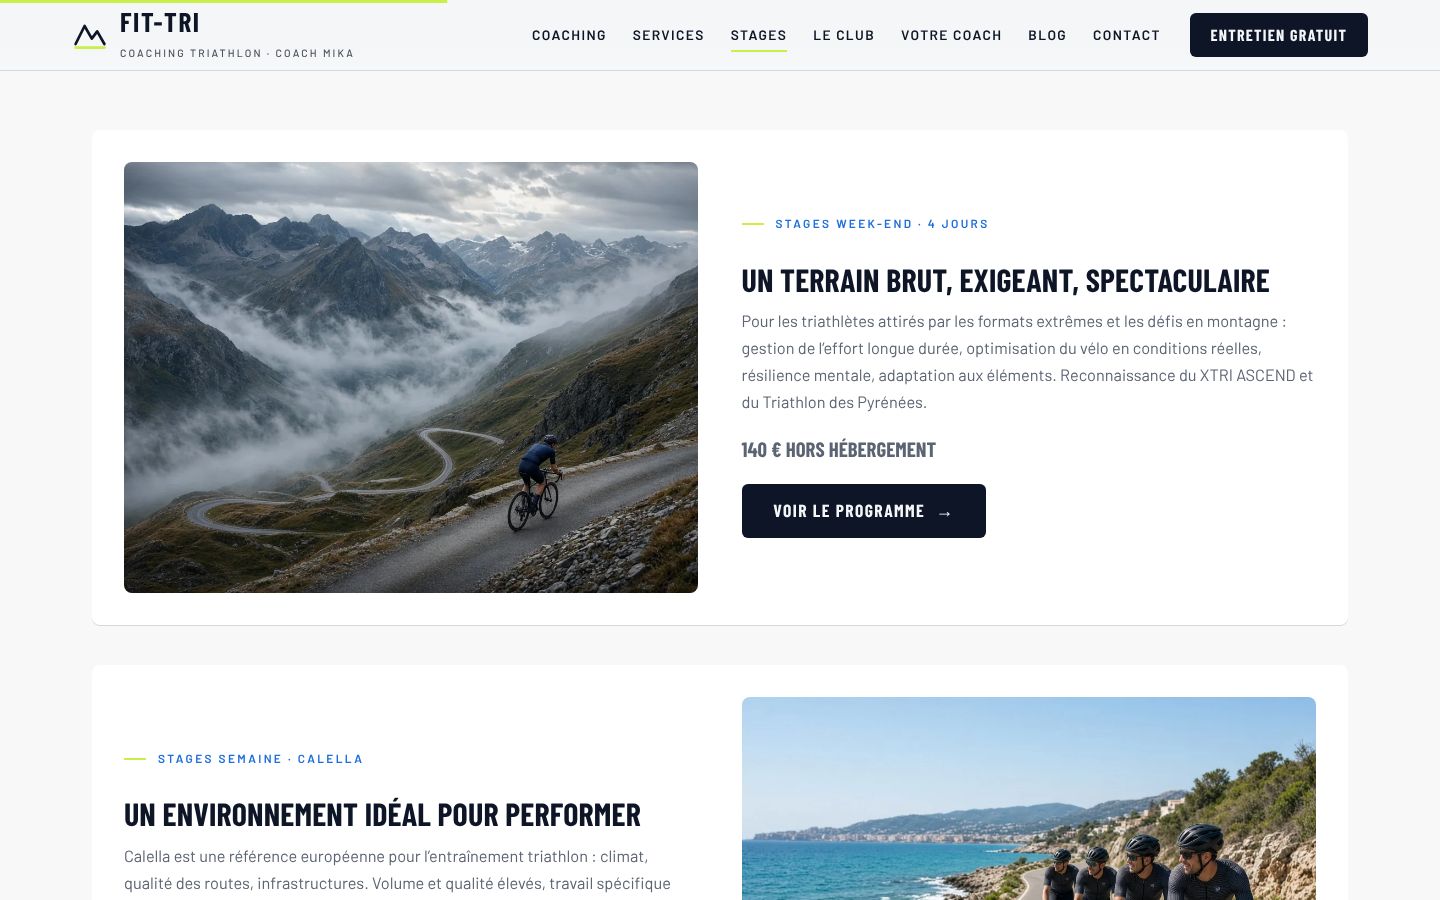 FIT-TRI
COACHING TRIATHLON · COACH MIKA
COACHING SERVICES STAGES LE CLUB VOTRE COACH BLOG CONTACT ENTRETIEN GRATUIT
STAGES WEEK-END · 4 JOURS
UN TERRAIN BRUT, EXIGEANT, SPECTACULAIRE
Pour les triathlètes attirés par les formats extrêmes et les défis en montagne :
gestion de l'effort longue durée, optimisation du vélo en conditions réelles,
résilience mentale, adaptation aux éléments. Reconnaissance du XTRI ASCEND et
du Triathlon des Pyrénées.
140 € HORS HÉBERGEMENT
VOIR LE PROGRAMME →
STAGES SEMAINE · CALELLA
UN ENVIRONNEMENT IDÉAL POUR PERFORMER
Calella est une référence européenne pour l'entraînement triathlon : climat,
qualité des routes, infrastructures. Volume et qualité élevés, travail spécifique